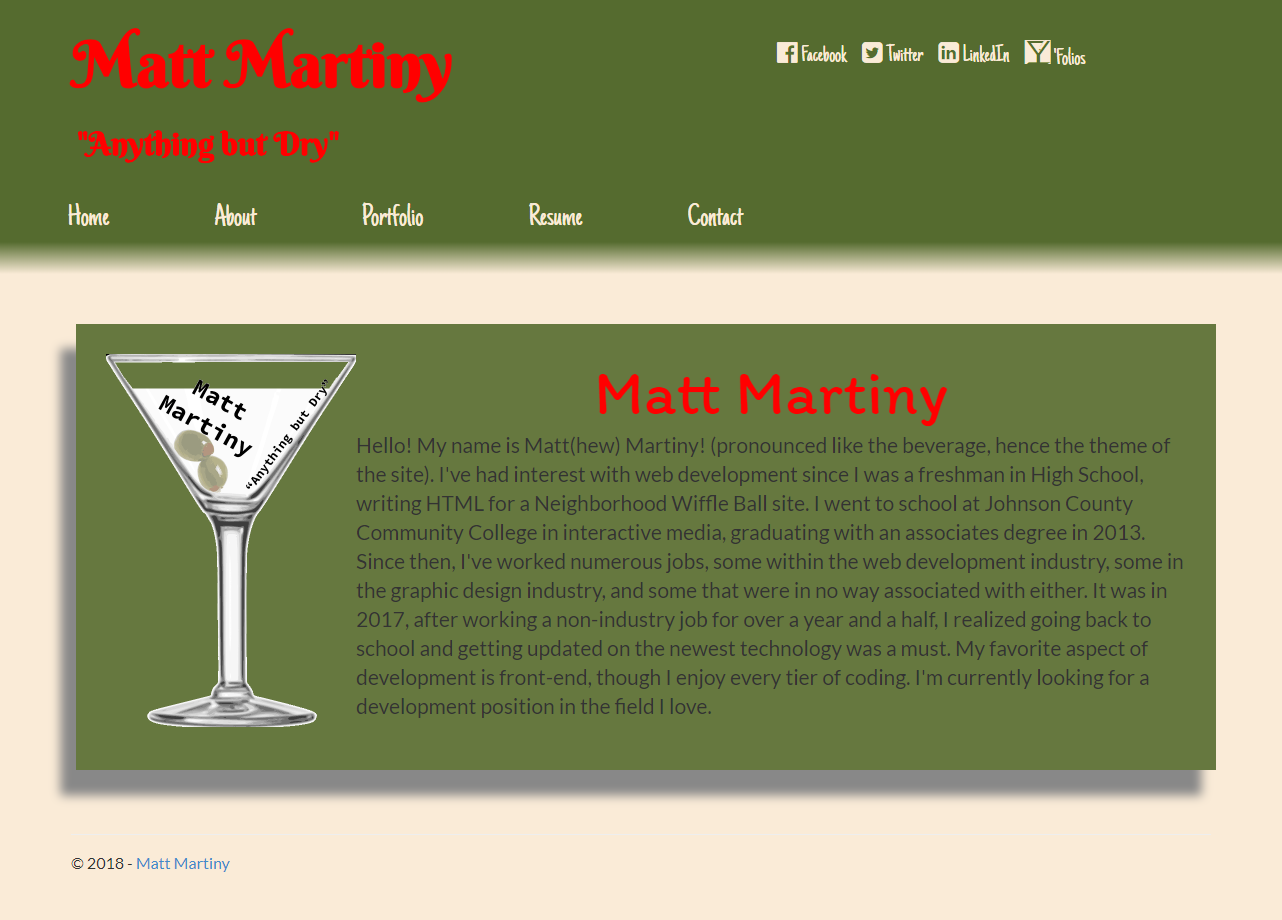 Matt Martiny
Facebook Twitter LinkedIn 'Folios
"Anything but Dry"
Home About Portfolio Resume Contact
Matt
Martiny
“Anything but Dry”
Matt Martiny
Hello! My name is Matt(hew) Martiny! (pronounced like the beverage, hence the theme of
the site). I've had interest with web development since I was a freshman in High School,
writing HTML for a Neighborhood Wiffle Ball site. I went to school at Johnson County
Community College in interactive media, graduating with an associates degree in 2013.
Since then, I've worked numerous jobs, some within the web development industry, some in
the graphic design industry, and some that were in no way associated with either. It was in
2017, after working a non-industry job for over a year and a half, I realized going back to
school and getting updated on the newest technology was a must. My favorite aspect of
development is front-end, though I enjoy every tier of coding. I'm currently looking for a
development position in the field I love.
© 2018 - Matt Martiny